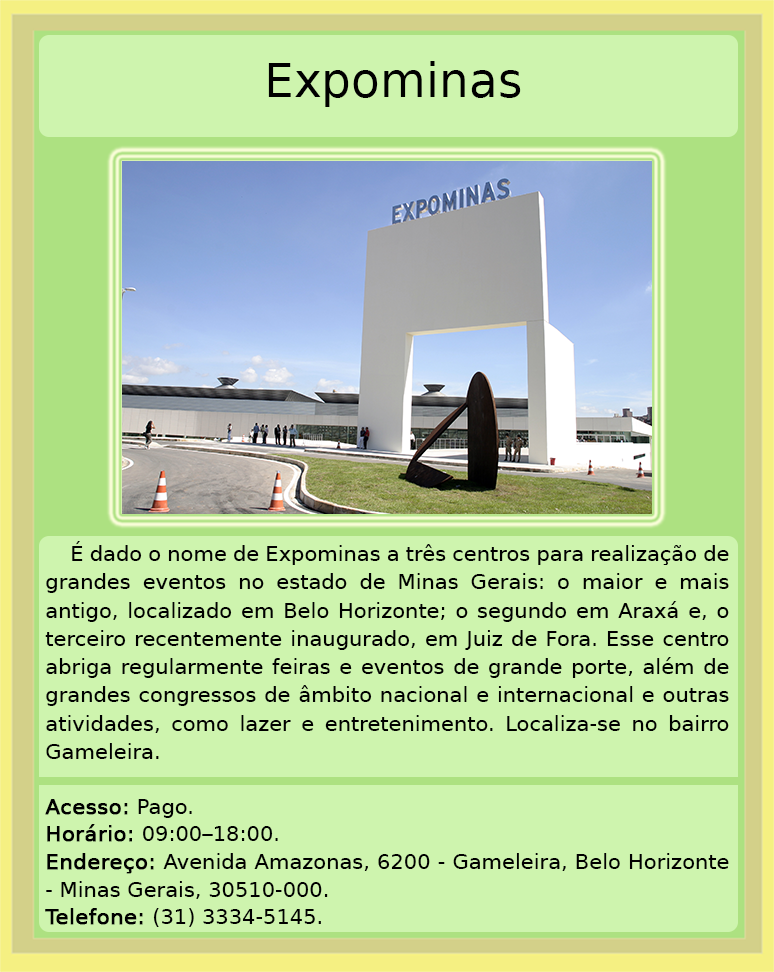 Expominas
EXPOMINAS
É dado o nome de Expominas a três centros para realização de
grandes eventos no estado de Minas Gerais: o maior e mais
antigo, localizado em Belo Horizonte; o segundo em Araxá e, o
terceiro recentemente inaugurado, em Juiz de Fora. Esse centro
abriga regularmente feiras e eventos de grande porte, além de
grandes congressos de âmbito nacional e internacional e outras
atividades, como lazer e entretenimento. Localiza-se no bairro
Gameleira.
Acesso: Pago.
Horário: 09:00–18:00.
Endereço: Avenida Amazonas, 6200 - Gameleira, Belo Horizonte
- Minas Gerais, 30510-000.
Telefone: (31) 3334-5145.